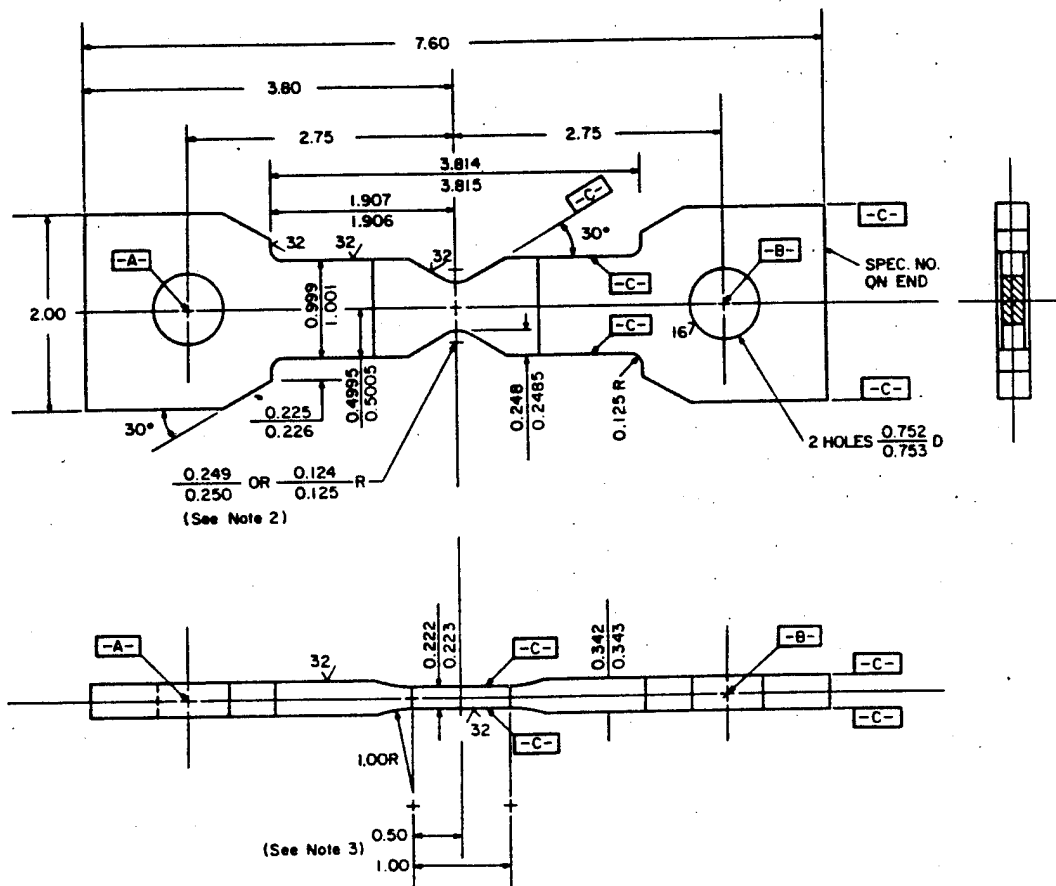 7.60
3.80
2.75
2.75
3.814
3.815
1.907
1.906
-C-
30°
32
32
32
-A-
-B-
-C-
-C-
SPEC. NO.
ON END
2.00
0.999
1.001
-C-
16
0.4995
0.5005
0.248
0.2485
0.125 R
-C-
30°
0.225
0.226
2 HOLES 0.752 D
0.753
0.249 OR 0.124 R
0.250 0.125
(See Note 2)
-A-
32
0.222
0.223
-C-
0.342
0.343
-B-
-C-
-C-
32
-C-
1.00R
0.50
(See Note 3)
1.00